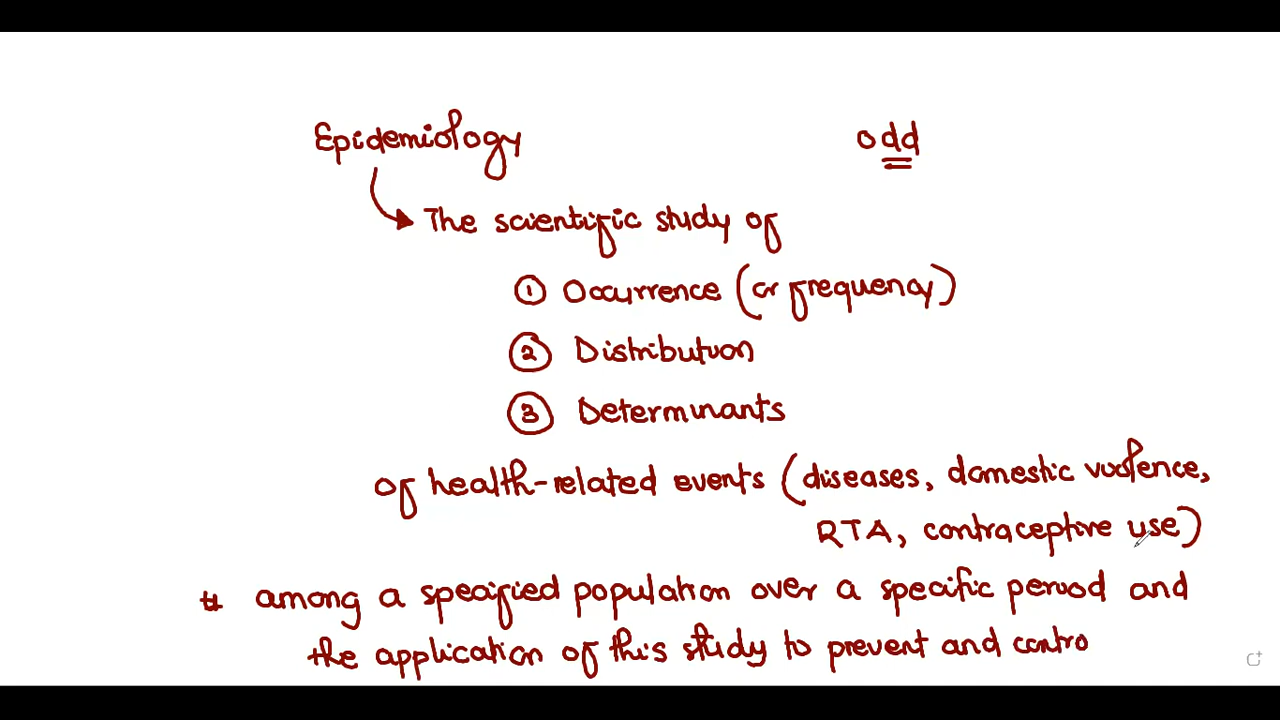 Epidemiology
odd
The scientific study of
① Occurrence (or frequency)
② Distribution
③ Determinants
of health-related events (diseases, domestic violence,
RTA, contraceptive use)
# among a specified population over a specific period and
the application of this study to prevent and contro